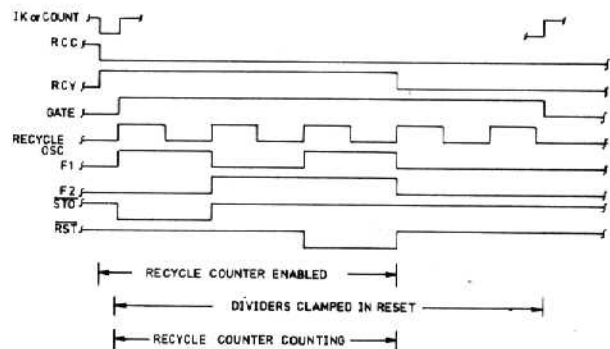 IK or COUNT
RCC
RCY
GATE
RECYCLE
OSC
F1
F2
STO
RST
RECYCLE COUNTER ENABLED
DIVIDERS CLAMPED IN RESET
RECYCLE COUNTER COUNTING